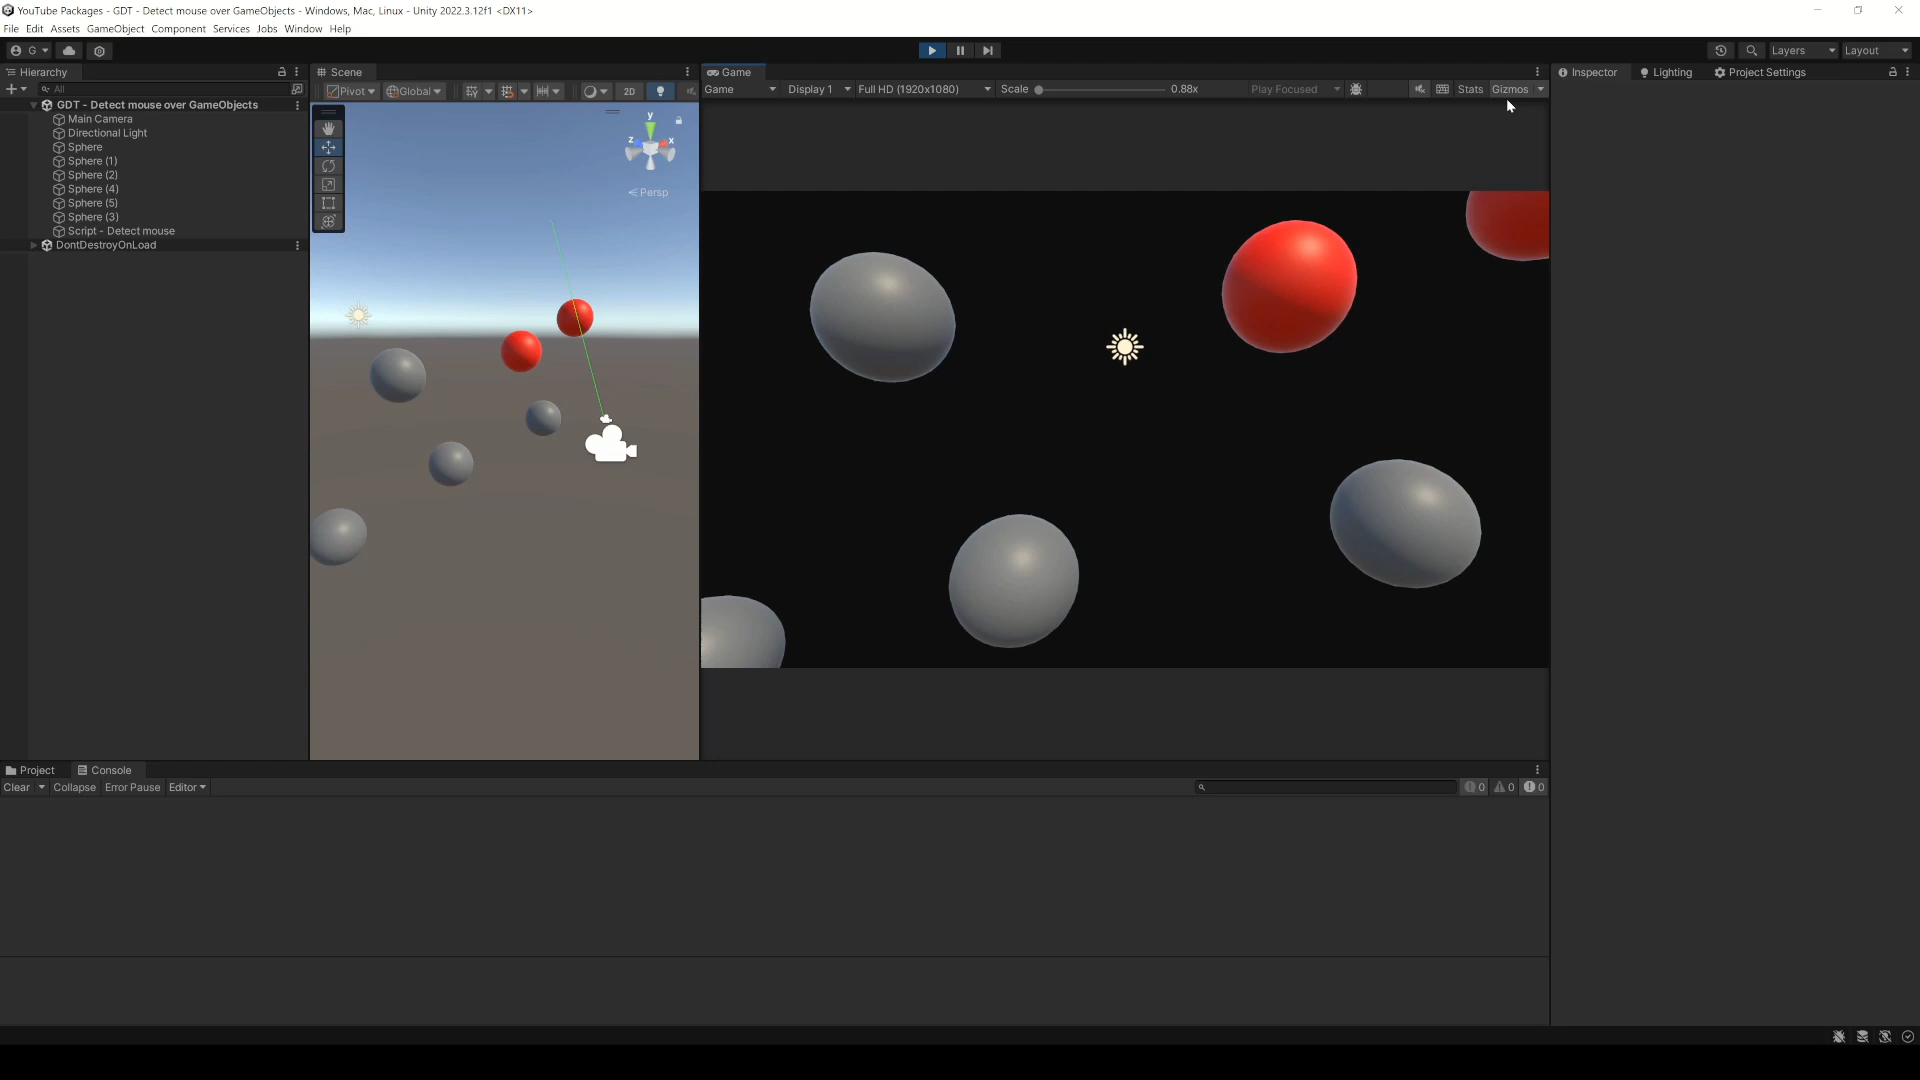 YouTube Packages - GDT - Detect mouse over GameObjects - Windows, Mac, Linux - Unity 2022.3.12f1 <DX11>
File Edit Assets GameObject Component Services Jobs Window Help
G Layers Layout
Hierarchy Scene Game Inspector Lighting Project Settings
All Pivot Global 2D Game Display 1 Full HD (1920x1080) Scale 0.88x Play Focused Stats Gizmos
GDT - Detect mouse over GameObjects
Main Camera
Directional Light
Sphere
Sphere (1)
Sphere (2)
Sphere (4)
Sphere (5)
Sphere (3)
Script - Detect mouse
DontDestroyOnLoad
y
z x
Persp
Project Console
Clear Collapse Error Pause Editor 0 0 0